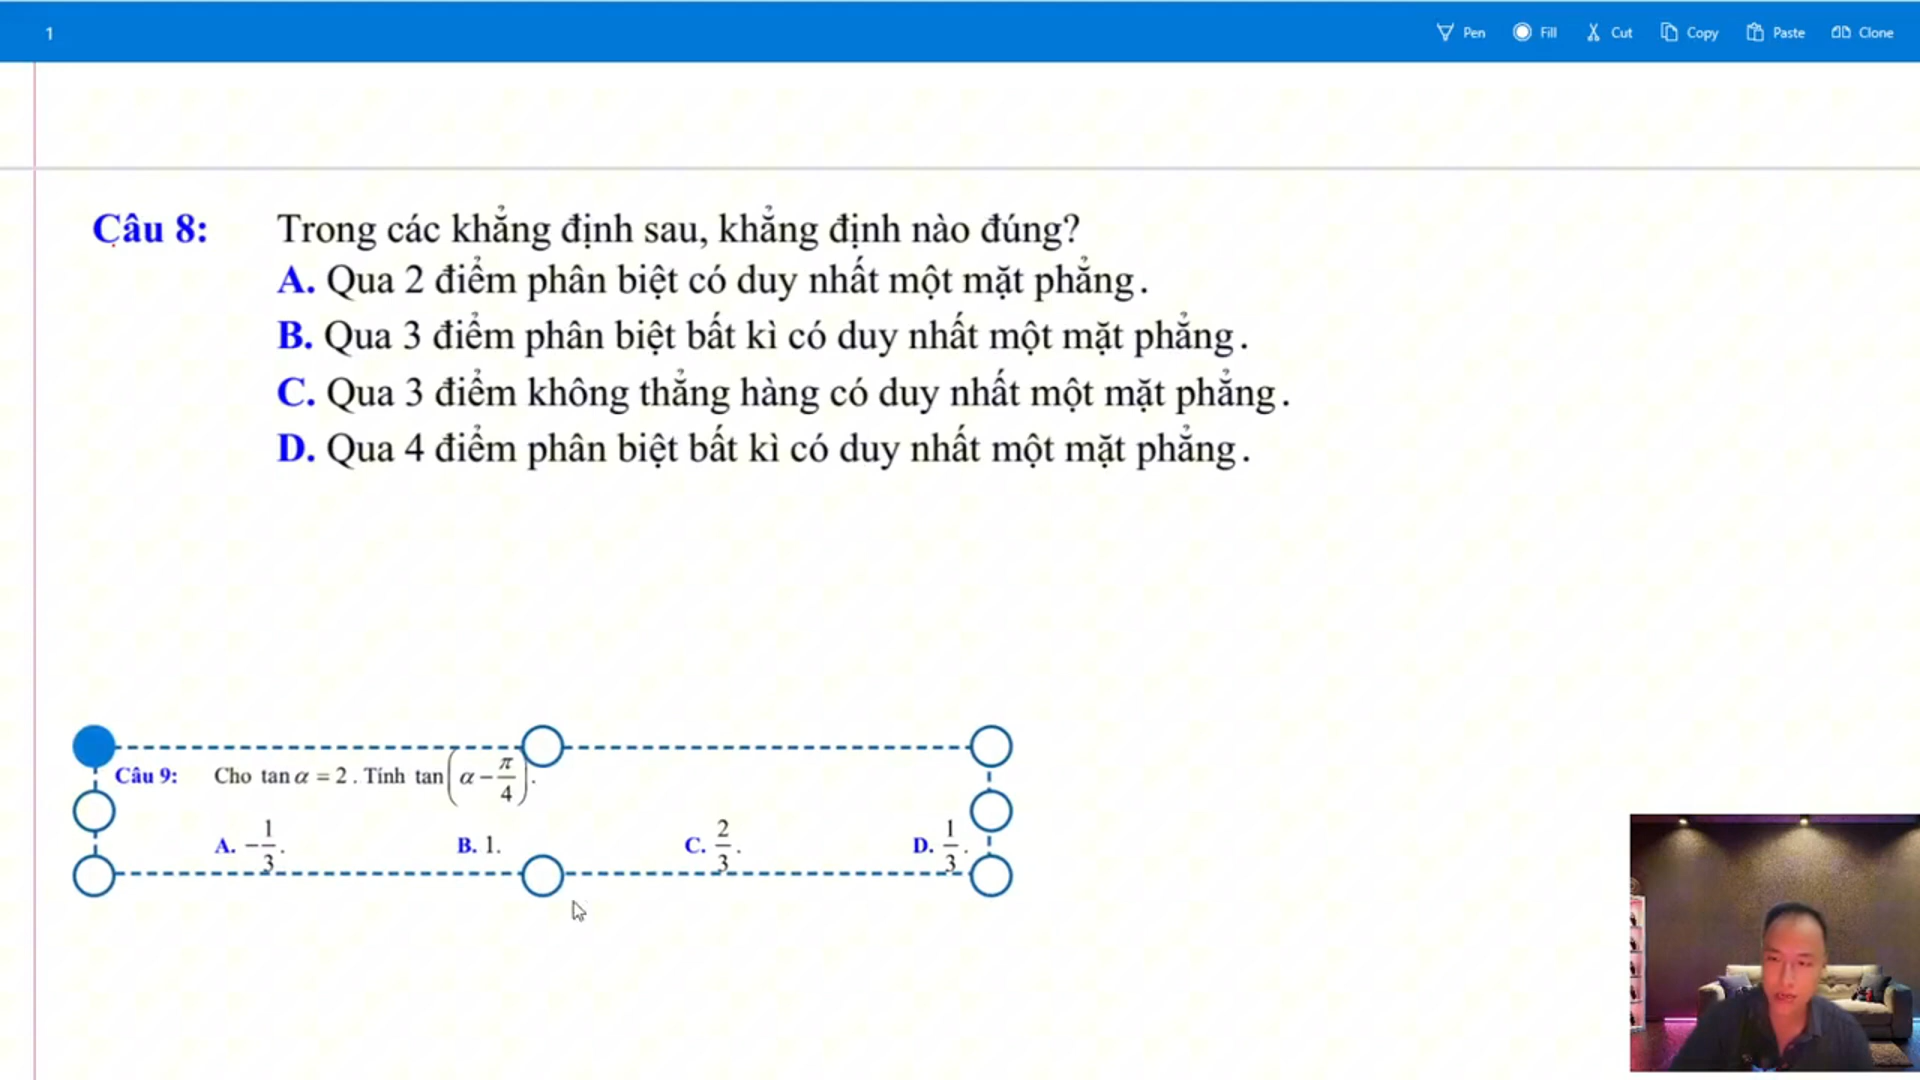 1 Pen Fill Cut Copy Paste Clone
Câu 8: Trong các khẳng định sau, khẳng định nào đúng?
A. Qua 2 điểm phân biệt có duy nhất một mặt phẳng.
B. Qua 3 điểm phân biệt bất kì có duy nhất một mặt phẳng.
C. Qua 3 điểm không thẳng hàng có duy nhất một mặt phẳng.
D. Qua 4 điểm phân biệt bất kì có duy nhất một mặt phẳng.
Câu 9: Cho tan α = 2. Tính tan(α − π/4).
A. −1/3. B. 1. C. 2/3. D. 1/3.